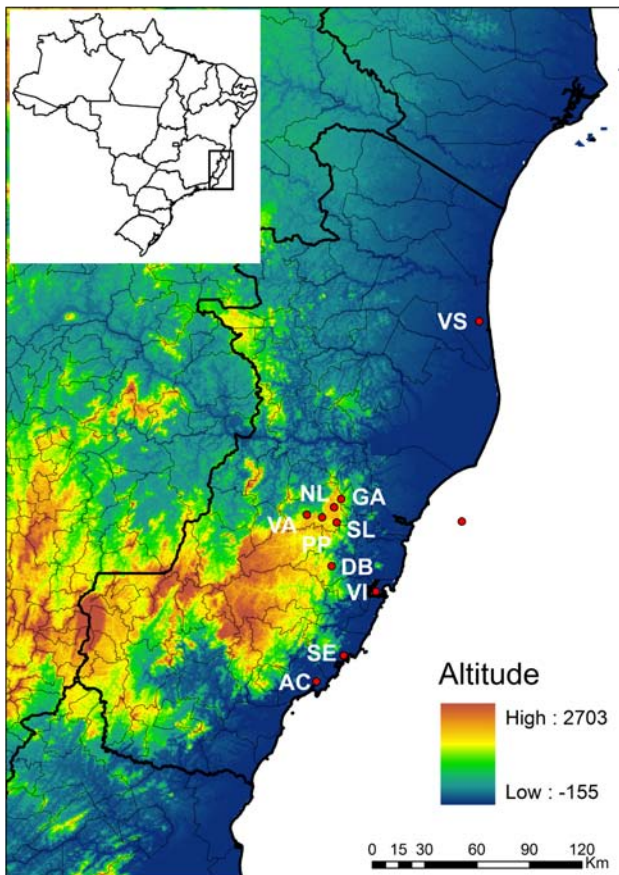 VS
NL
GA
VA
PP
SL
DB
VI
SE
AC
Altitude
High : 2703
Low : -155
0 15 30 60 90 120
Km